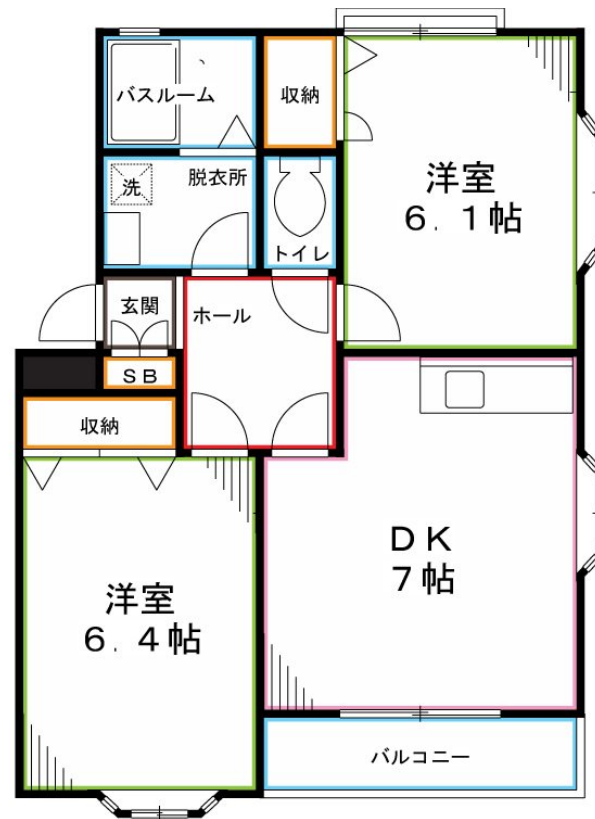 バスルーム
収納
洋室
6.1帖
洗
脱衣所
トイレ
玄関
ホール
SB
収納
DK
7帖
洋室
6.4帖
バルコニー